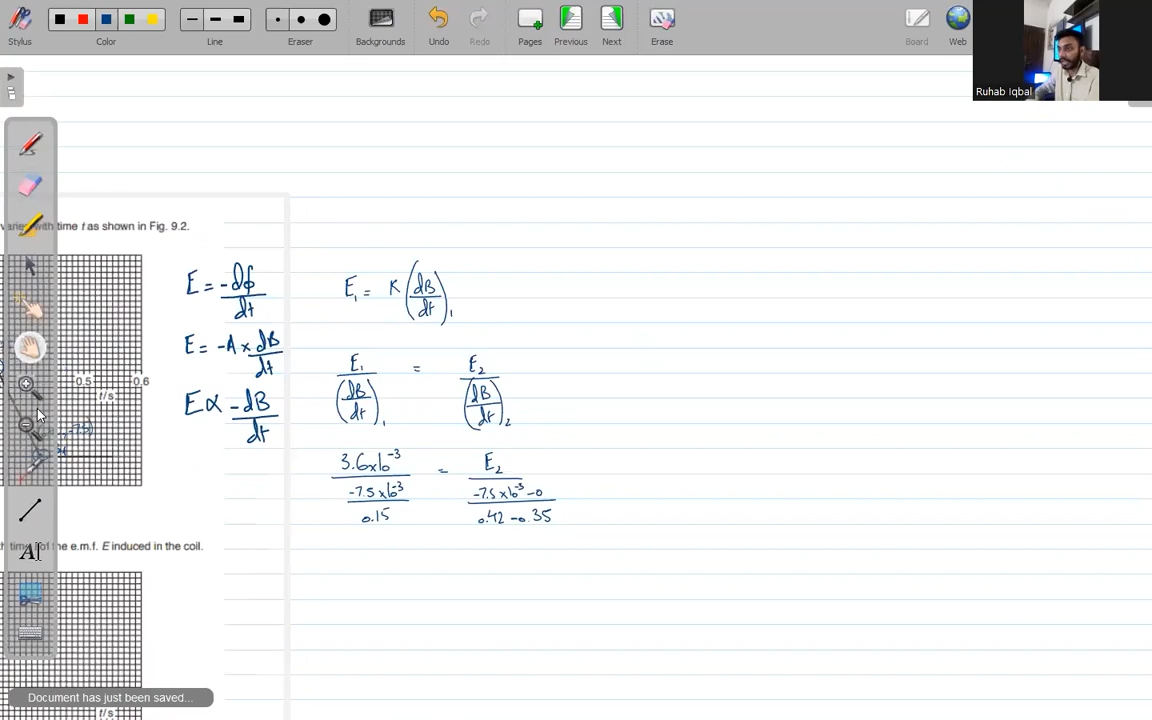 Stylus
Color
Line
Eraser
Backgrounds
Undo
Redo
Pages
Previous
Next
Erase
Board
Web
Ruhab Iqbal
with time t as shown in Fig. 9.2.
0.5 0.6
t/s
E = -dϕ/dt
E = -A × dB/dt
E ∝ -dB/dt
E₁ = K (dB/dt)₁
E₁/(dB/dt)₁ = E₂/(dB/dt)₂
3.6×10⁻³/(-7.5×10⁻³/0.15) = E₂/((-7.5×10⁻³-0)/(0.42-0.35))
of the e.m.f. E induced in the coil.
Document has just been saved...
t/s